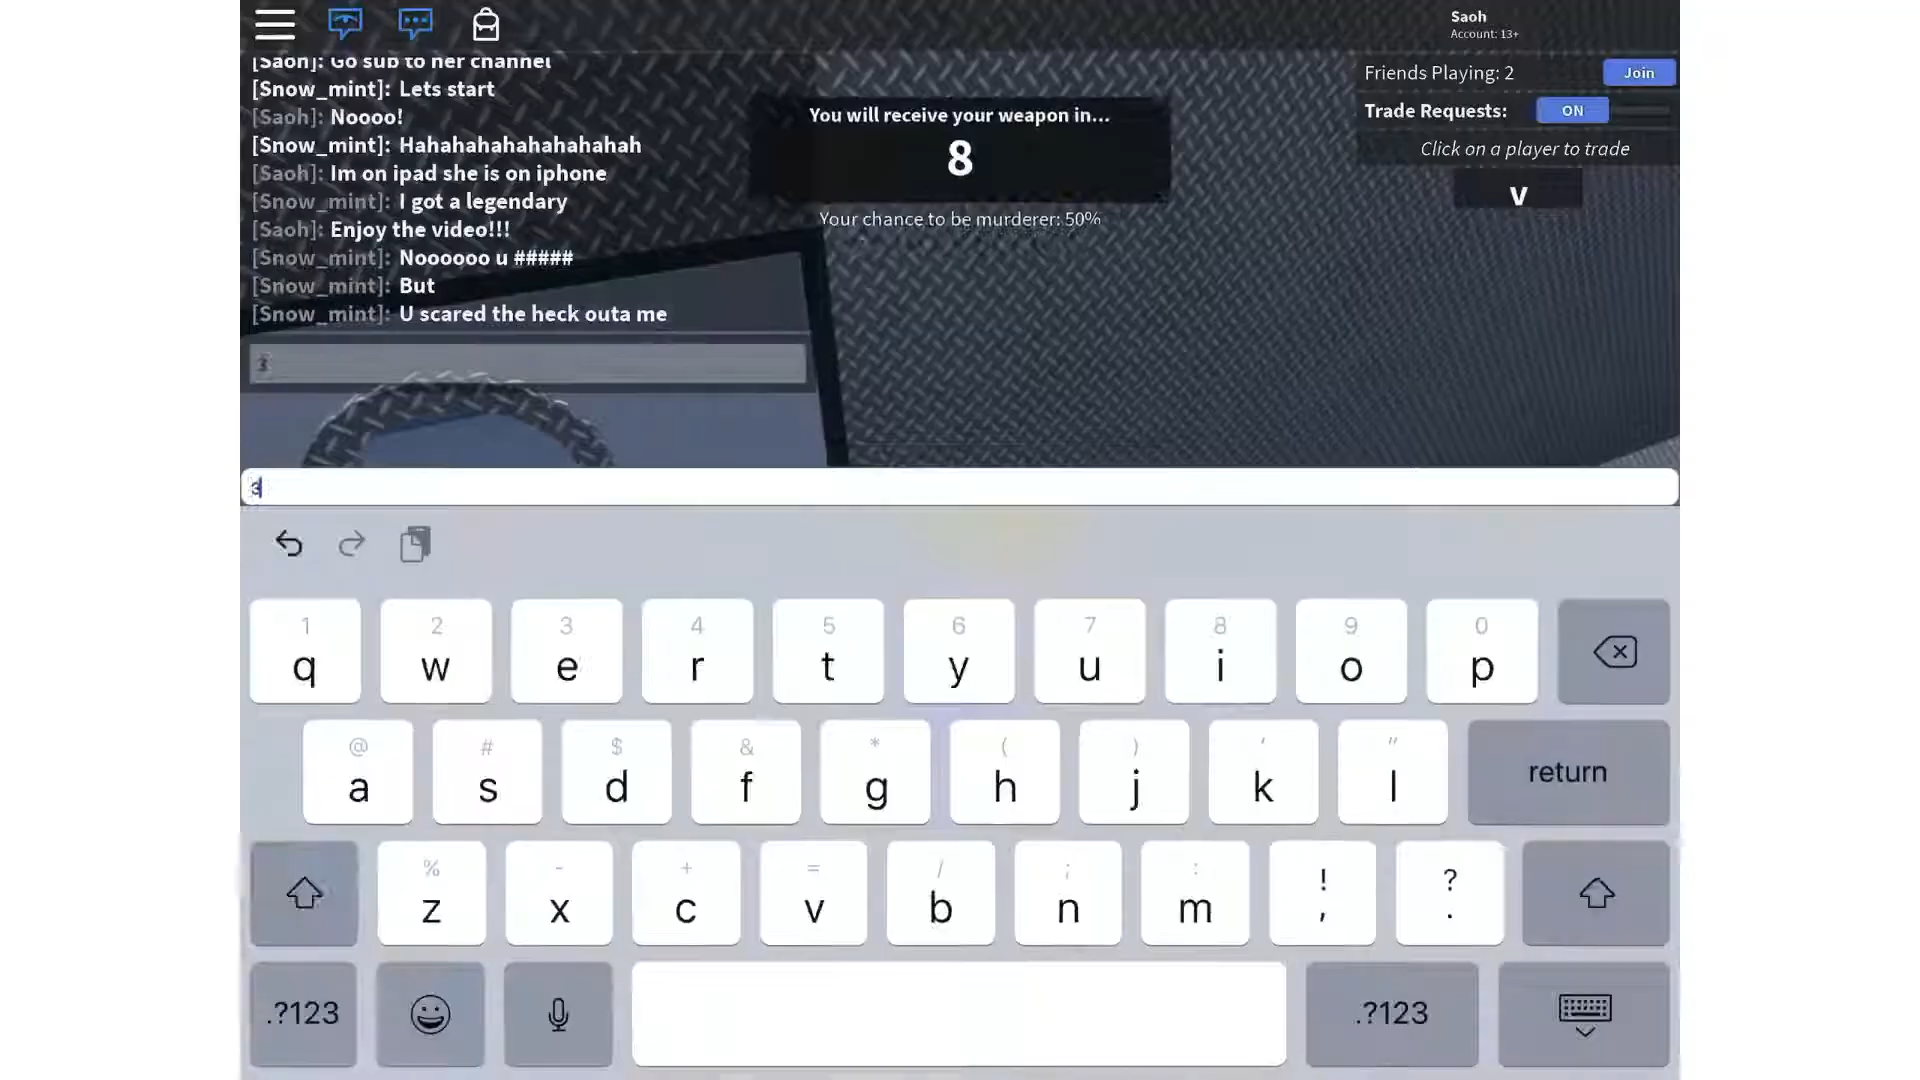 Saoh
Account: 13+
[Saoh]: Go sub to her channel
[Snow_mint]: Lets start
[Saoh]: Noooo!
[Snow_mint]: Hahahahahahahahahah
[Saoh]: Im on ipad she is on iphone
[Snow_mint]: I got a legendary
[Saoh]: Enjoy the video!!!
[Snow_mint]: Noooooo u #####
[Snow_mint]: But
[Snow_mint]: U scared the heck outa me
3
You will receive your weapon in...
8
Your chance to be murderer: 50%
Friends Playing: 2
Join
Trade Requests:
ON
Click on a player to trade
v
3
1 2 3 4 5 6 7 8 9 0
q w e r t y u i o p
@ # $ & * ( ) ' "
a s d f g h j k l return
% - + = / ; : ! ?
z x c v b n m , .
.?123 .?123